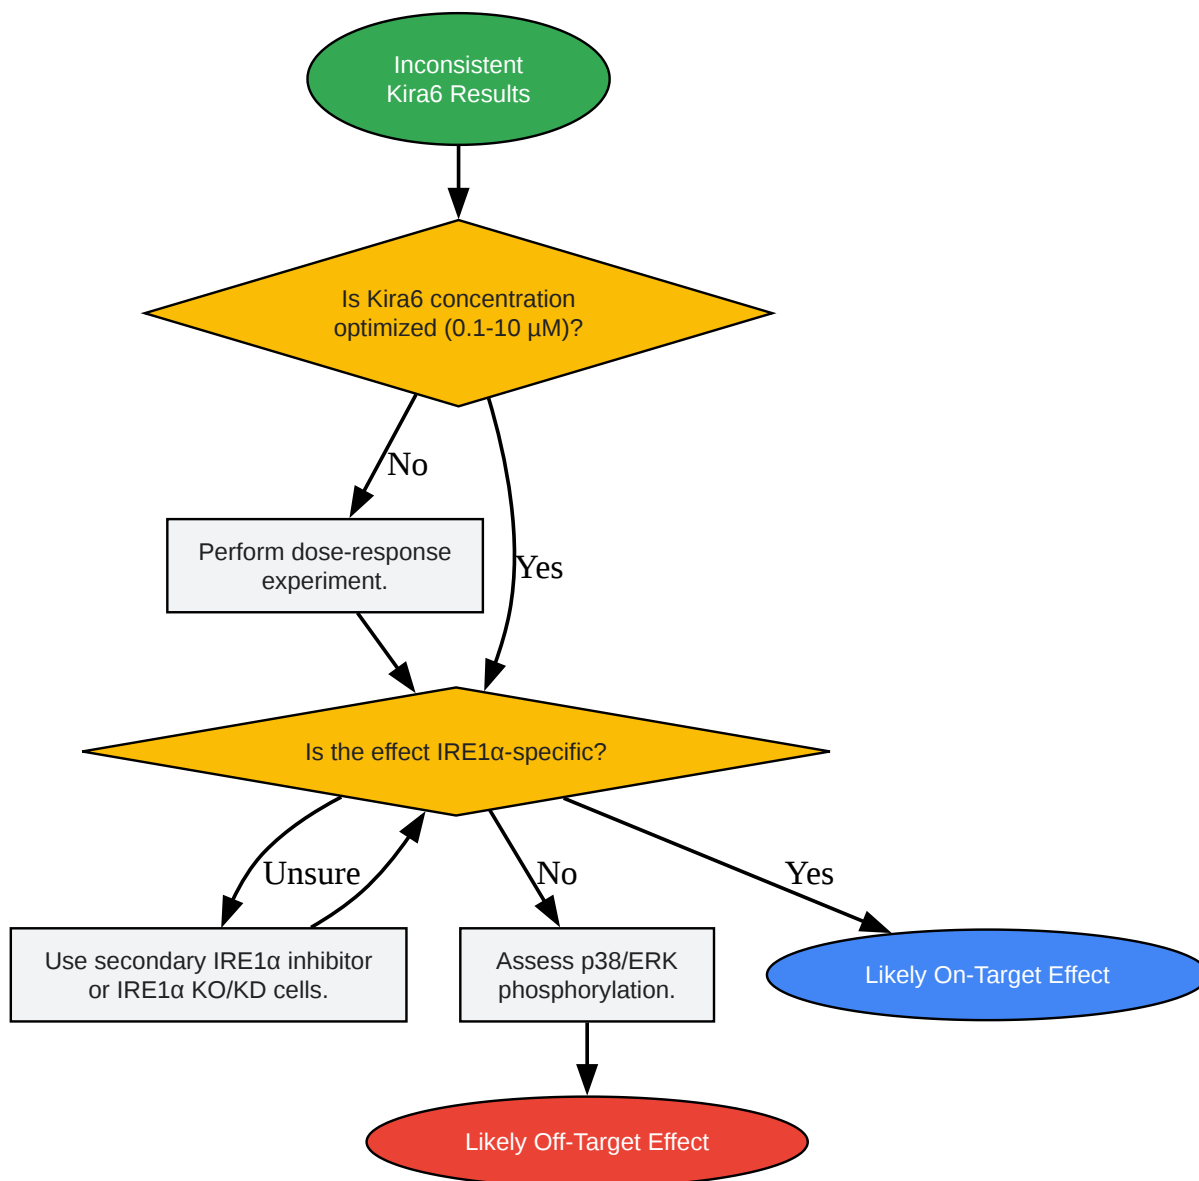 Inconsistent
Kira6 Results
Is Kira6 concentration
optimized (0.1-10 µM)?
No
Perform dose-response
experiment.
Yes
Is the effect IRE1α-specific?
Unsure
No
Yes
Use secondary IRE1α inhibitor
or IRE1α KO/KD cells.
Assess p38/ERK
phosphorylation.
Likely On-Target Effect
Likely Off-Target Effect